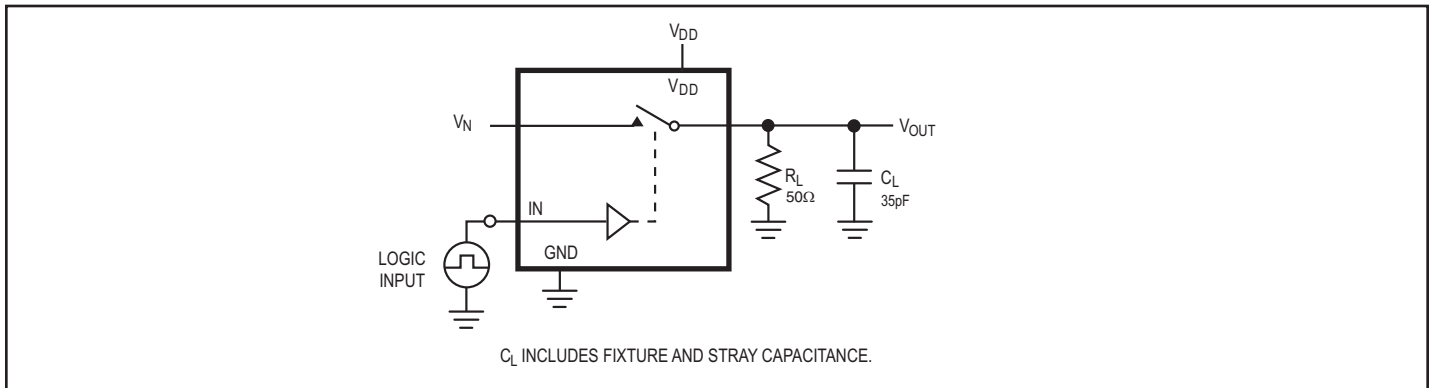 VDD
VDD
VN
VOUT
RL
50Ω
CL
35pF
IN
GND
LOGIC
INPUT
CL INCLUDES FIXTURE AND STRAY CAPACITANCE.